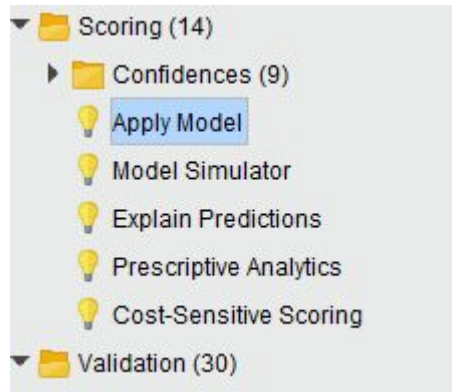 Scoring (14)
Confidences (9)
Apply Model
Model Simulator
Explain Predictions
Prescriptive Analytics
Cost-Sensitive Scoring
Validation (30)